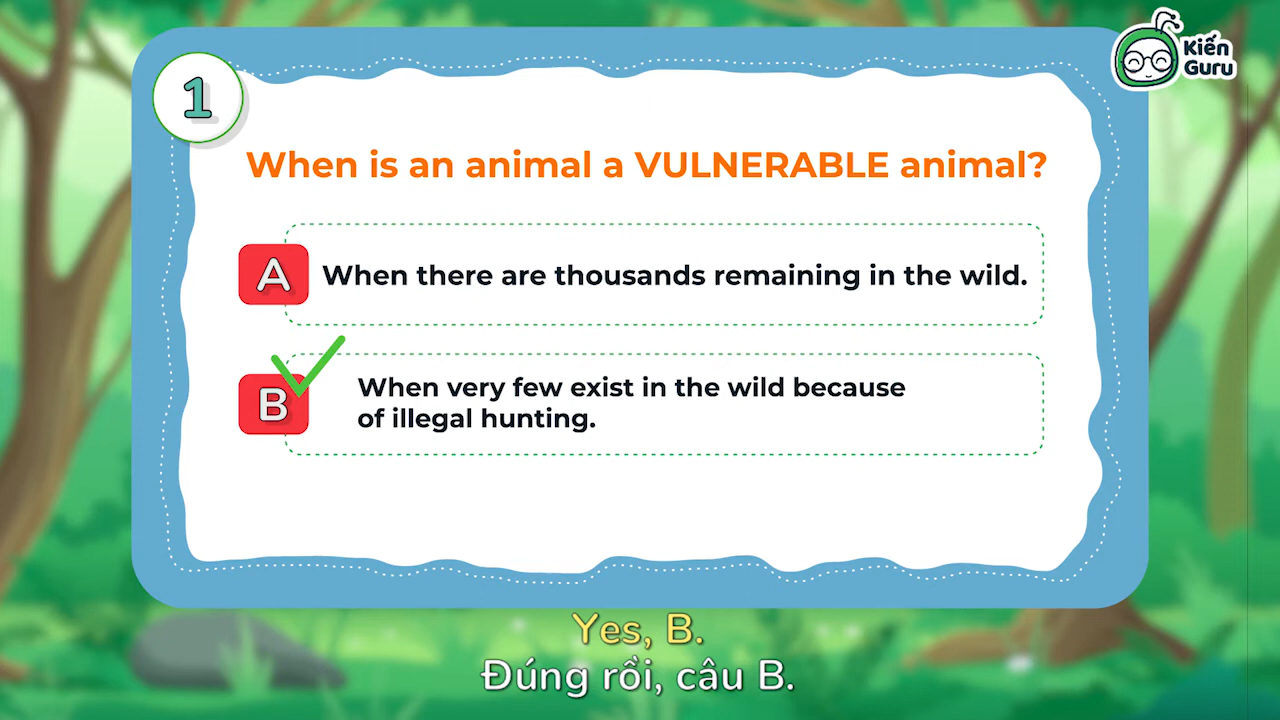 Kiến
Guru
1
When is an animal a VULNERABLE animal?
A
When there are thousands remaining in the wild.
B
When very few exist in the wild because
of illegal hunting.
Yes, B.
Đúng rồi, câu B.